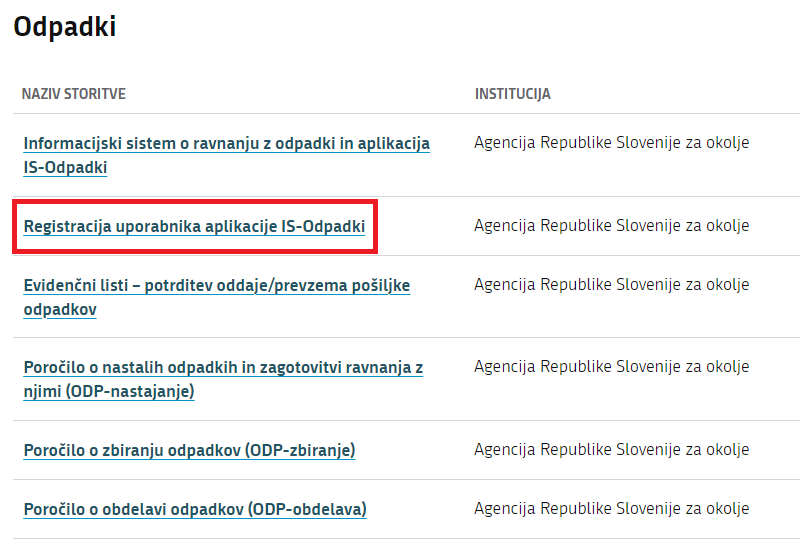 Odpadki
NAZIV STORITVE INSTITUCIJA
Informacijski sistem o ravnanju z odpadki in aplikacija Agencija Republike Slovenije za okolje
IS-Odpadki
Registracija uporabnika aplikacije IS-Odpadki Agencija Republike Slovenije za okolje
Evidenčni listi – potrditev oddaje/prevzema pošiljke Agencija Republike Slovenije za okolje
odpadkov
Poročilo o nastalih odpadkih in zagotovitvi ravnanja z Agencija Republike Slovenije za okolje
njimi (ODP-nastajanje)
Poročilo o zbiranju odpadkov (ODP-zbiranje) Agencija Republike Slovenije za okolje
Poročilo o obdelavi odpadkov (ODP-obdelava) Agencija Republike Slovenije za okolje